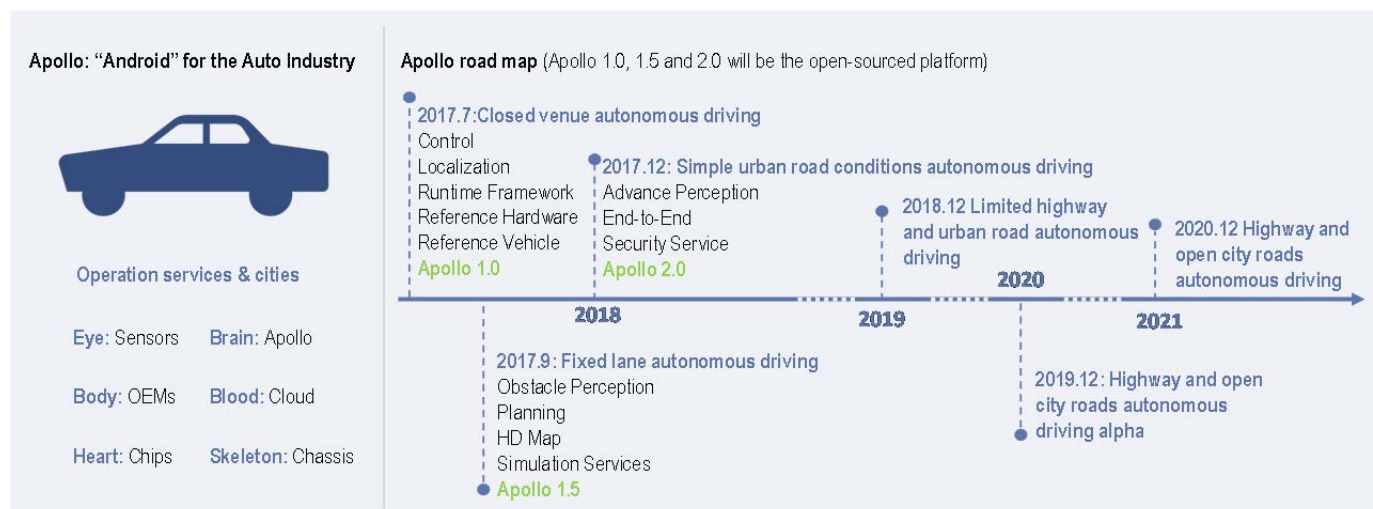 Apollo: “Android” for the Auto Industry
Operation services & cities
Eye: Sensors
Brain: Apollo
Body: OEMs
Blood: Cloud
Heart: Chips
Skeleton: Chassis
Apollo road map (Apollo 1.0, 1.5 and 2.0 will be the open-sourced platform)
2017.7:Closed venue autonomous driving
Control
Localization
Runtime Framework
Reference Hardware
Reference Vehicle
Apollo 1.0
2017.12: Simple urban road conditions autonomous driving
Advance Perception
End-to-End
Security Service
Apollo 2.0
2018.12 Limited highway
and urban road autonomous
driving
2020.12 Highway and
open city roads
autonomous driving
2018
2019
2020
2021
2017.9: Fixed lane autonomous driving
Obstacle Perception
Planning
HD Map
Simulation Services
Apollo 1.5
2019.12: Highway and open
city roads autonomous
driving alpha